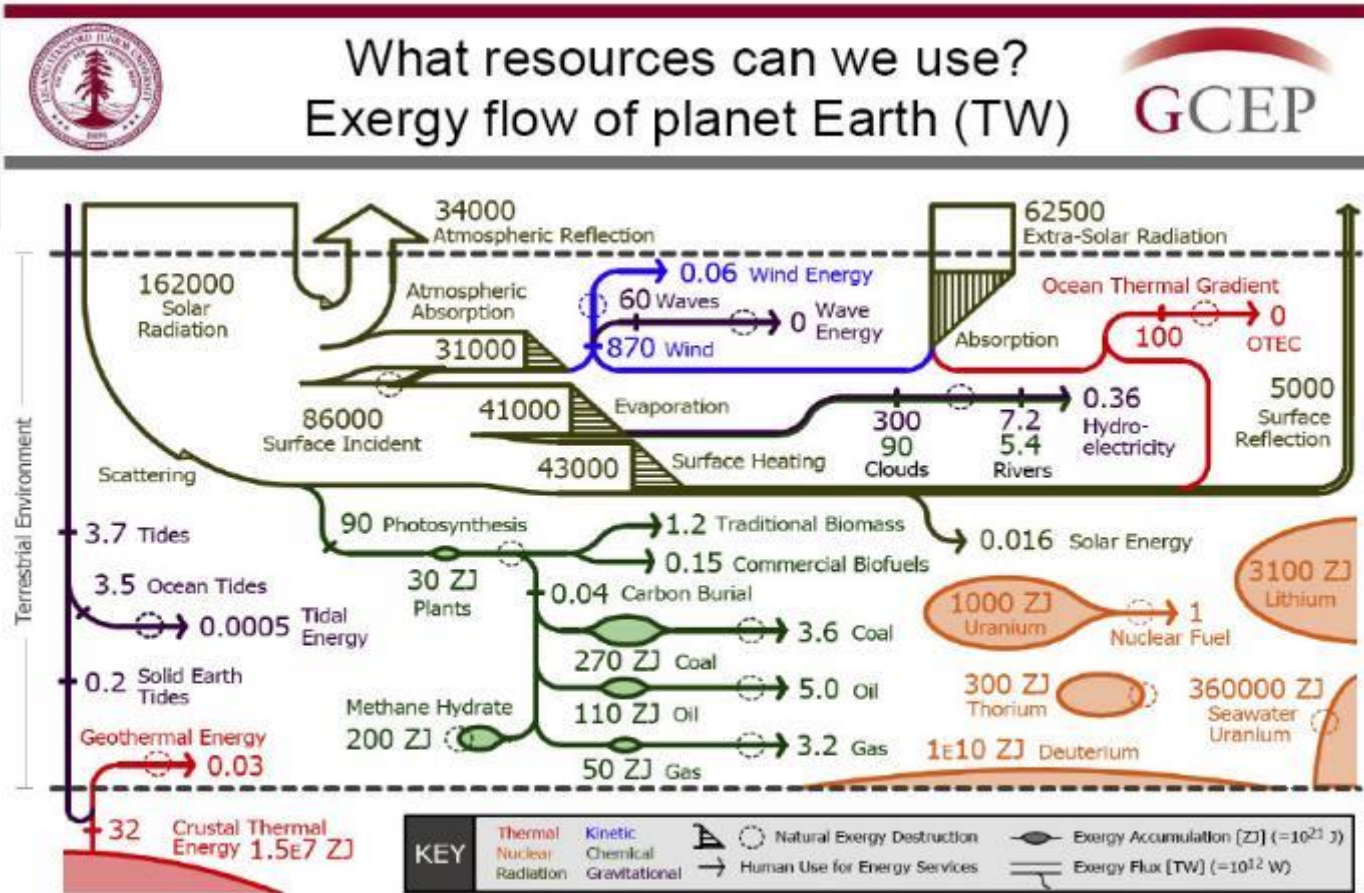 What resources can we use?
Exergy flow of planet Earth (TW)
GCEP
34000
Atmospheric Reflection
62500
Extra-Solar Radiation
162000
Solar
Radiation
Atmospheric
Absorption
31000
0.06 Wind Energy
60 Waves
0 Wave
Energy
870 Wind
Absorption
Ocean Thermal Gradient
100
0
OTEC
86000
Surface Incident
41000
Evaporation
43000
Surface Heating
300
90
Clouds
7.2
5.4
Rivers
0.36
Hydro-
electricity
5000
Surface
Reflection
Scattering
Terrestrial Environment
3.7 Tides
3.5 Ocean Tides
0.0005 Tidal
Energy
0.2 Solid Earth
Tides
90 Photosynthesis
30 ZJ
Plants
1.2 Traditional Biomass
0.15 Commercial Biofuels
0.04 Carbon Burial
3.6 Coal
270 ZJ Coal
5.0 Oil
110 ZJ Oil
Methane Hydrate
200 ZJ
3.2 Gas
50 ZJ Gas
0.016 Solar Energy
1000 ZJ
Uranium
1
Nuclear Fuel
3100 ZJ
Lithium
300 ZJ
Thorium
360000 ZJ
Seawater
Uranium
1E10 ZJ Deuterium
Geothermal Energy
0.03
32 Crustal Thermal
Energy 1.5E7 ZJ
KEY
Thermal Kinetic
Nuclear Chemical
Radiation Gravitational
Natural Exergy Destruction
Human Use for Energy Services
Exergy Accumulation [ZJ] (=10²¹ J)
Exergy Flux [TW] (=10¹² W)